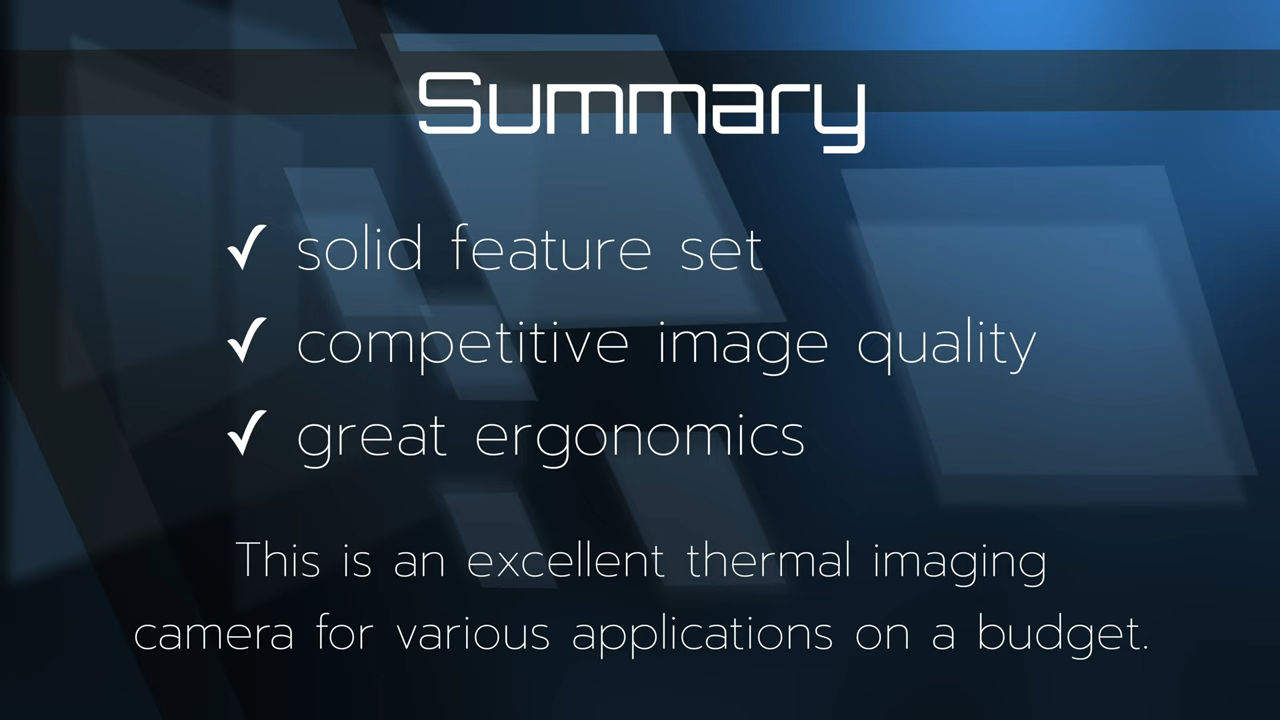 Summary
✓ solid feature set
✓ competitive image quality
✓ great ergonomics
This is an excellent thermal imaging
camera for various applications on a budget.